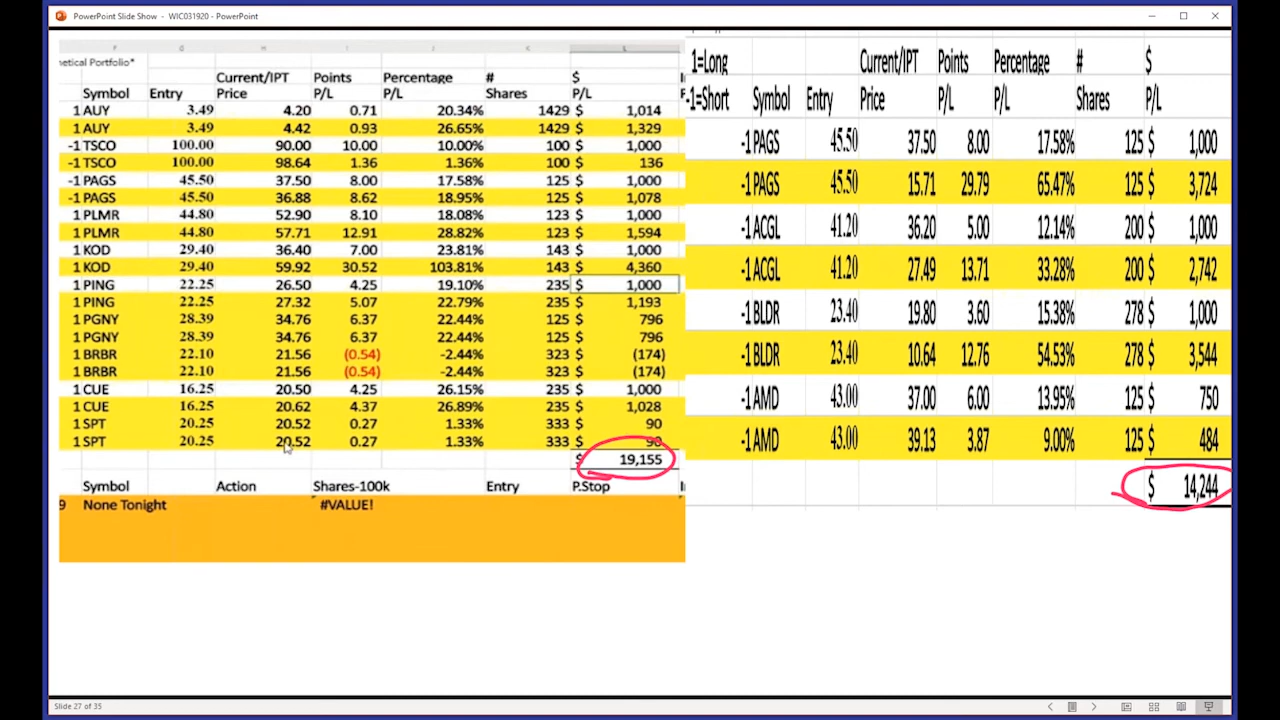 PowerPoint Slide Show - WIC031920 - PowerPoint
F G H I J K L
netical Portfolio*
Current/IPT Points Percentage # $
Symbol Entry Price P/L P/L Shares P/L
1 AUY 3.49 4.20 0.71 20.34% 1429 $ 1,014
1 AUY 3.49 4.42 0.93 26.65% 1429 $ 1,329
-1 TSCO 100.00 90.00 10.00 10.00% 100 $ 1,000
-1 TSCO 100.00 98.64 1.36 1.36% 100 $ 136
-1 PAGS 45.50 37.50 8.00 17.58% 125 $ 1,000
-1 PAGS 45.50 36.88 8.62 18.95% 125 $ 1,078
1 PLMR 44.80 52.90 8.10 18.08% 123 $ 1,000
1 PLMR 44.80 57.71 12.91 28.82% 123 $ 1,594
1 KOD 29.40 36.40 7.00 23.81% 143 $ 1,000
1 KOD 29.40 59.92 30.52 103.81% 143 $ 4,360
1 PING 22.25 26.50 4.25 19.10% 235 $ 1,000
1 PING 22.25 27.32 5.07 22.79% 235 $ 1,193
1 PGNY 28.39 34.76 6.37 22.44% 125 $ 796
1 PGNY 28.39 34.76 6.37 22.44% 125 $ 796
1 BRBR 22.10 21.56 (0.54) -2.44% 323 $ (174)
1 BRBR 22.10 21.56 (0.54) -2.44% 323 $ (174)
1 CUE 16.25 20.50 4.25 26.15% 235 $ 1,000
1 CUE 16.25 20.62 4.37 26.89% 235 $ 1,028
1 SPT 20.25 20.52 0.27 1.33% 333 $ 90
1 SPT 20.25 20.52 0.27 1.33% 333 $ 90
$ 19,155
Symbol Action Shares-100k Entry P.Stop
9 None Tonight #VALUE!
1=Long Current/IPT Points Percentage # $
-1=Short Symbol Entry Price P/L P/L Shares P/L
-1 PAGS 45.50 37.50 8.00 17.58% 125 $ 1,000
-1 PAGS 45.50 15.71 29.79 65.47% 125 $ 3,724
-1 ACGL 41.20 36.20 5.00 12.14% 200 $ 1,000
-1 ACGL 41.20 27.49 13.71 33.28% 200 $ 2,742
-1 BLDR 23.40 19.80 3.60 15.38% 278 $ 1,000
-1 BLDR 23.40 10.64 12.76 54.53% 278 $ 3,544
-1 AMD 43.00 37.00 6.00 13.95% 125 $ 750
-1 AMD 43.00 39.13 3.87 9.00% 125 $ 484
$ 14,244
Slide 27 of 35